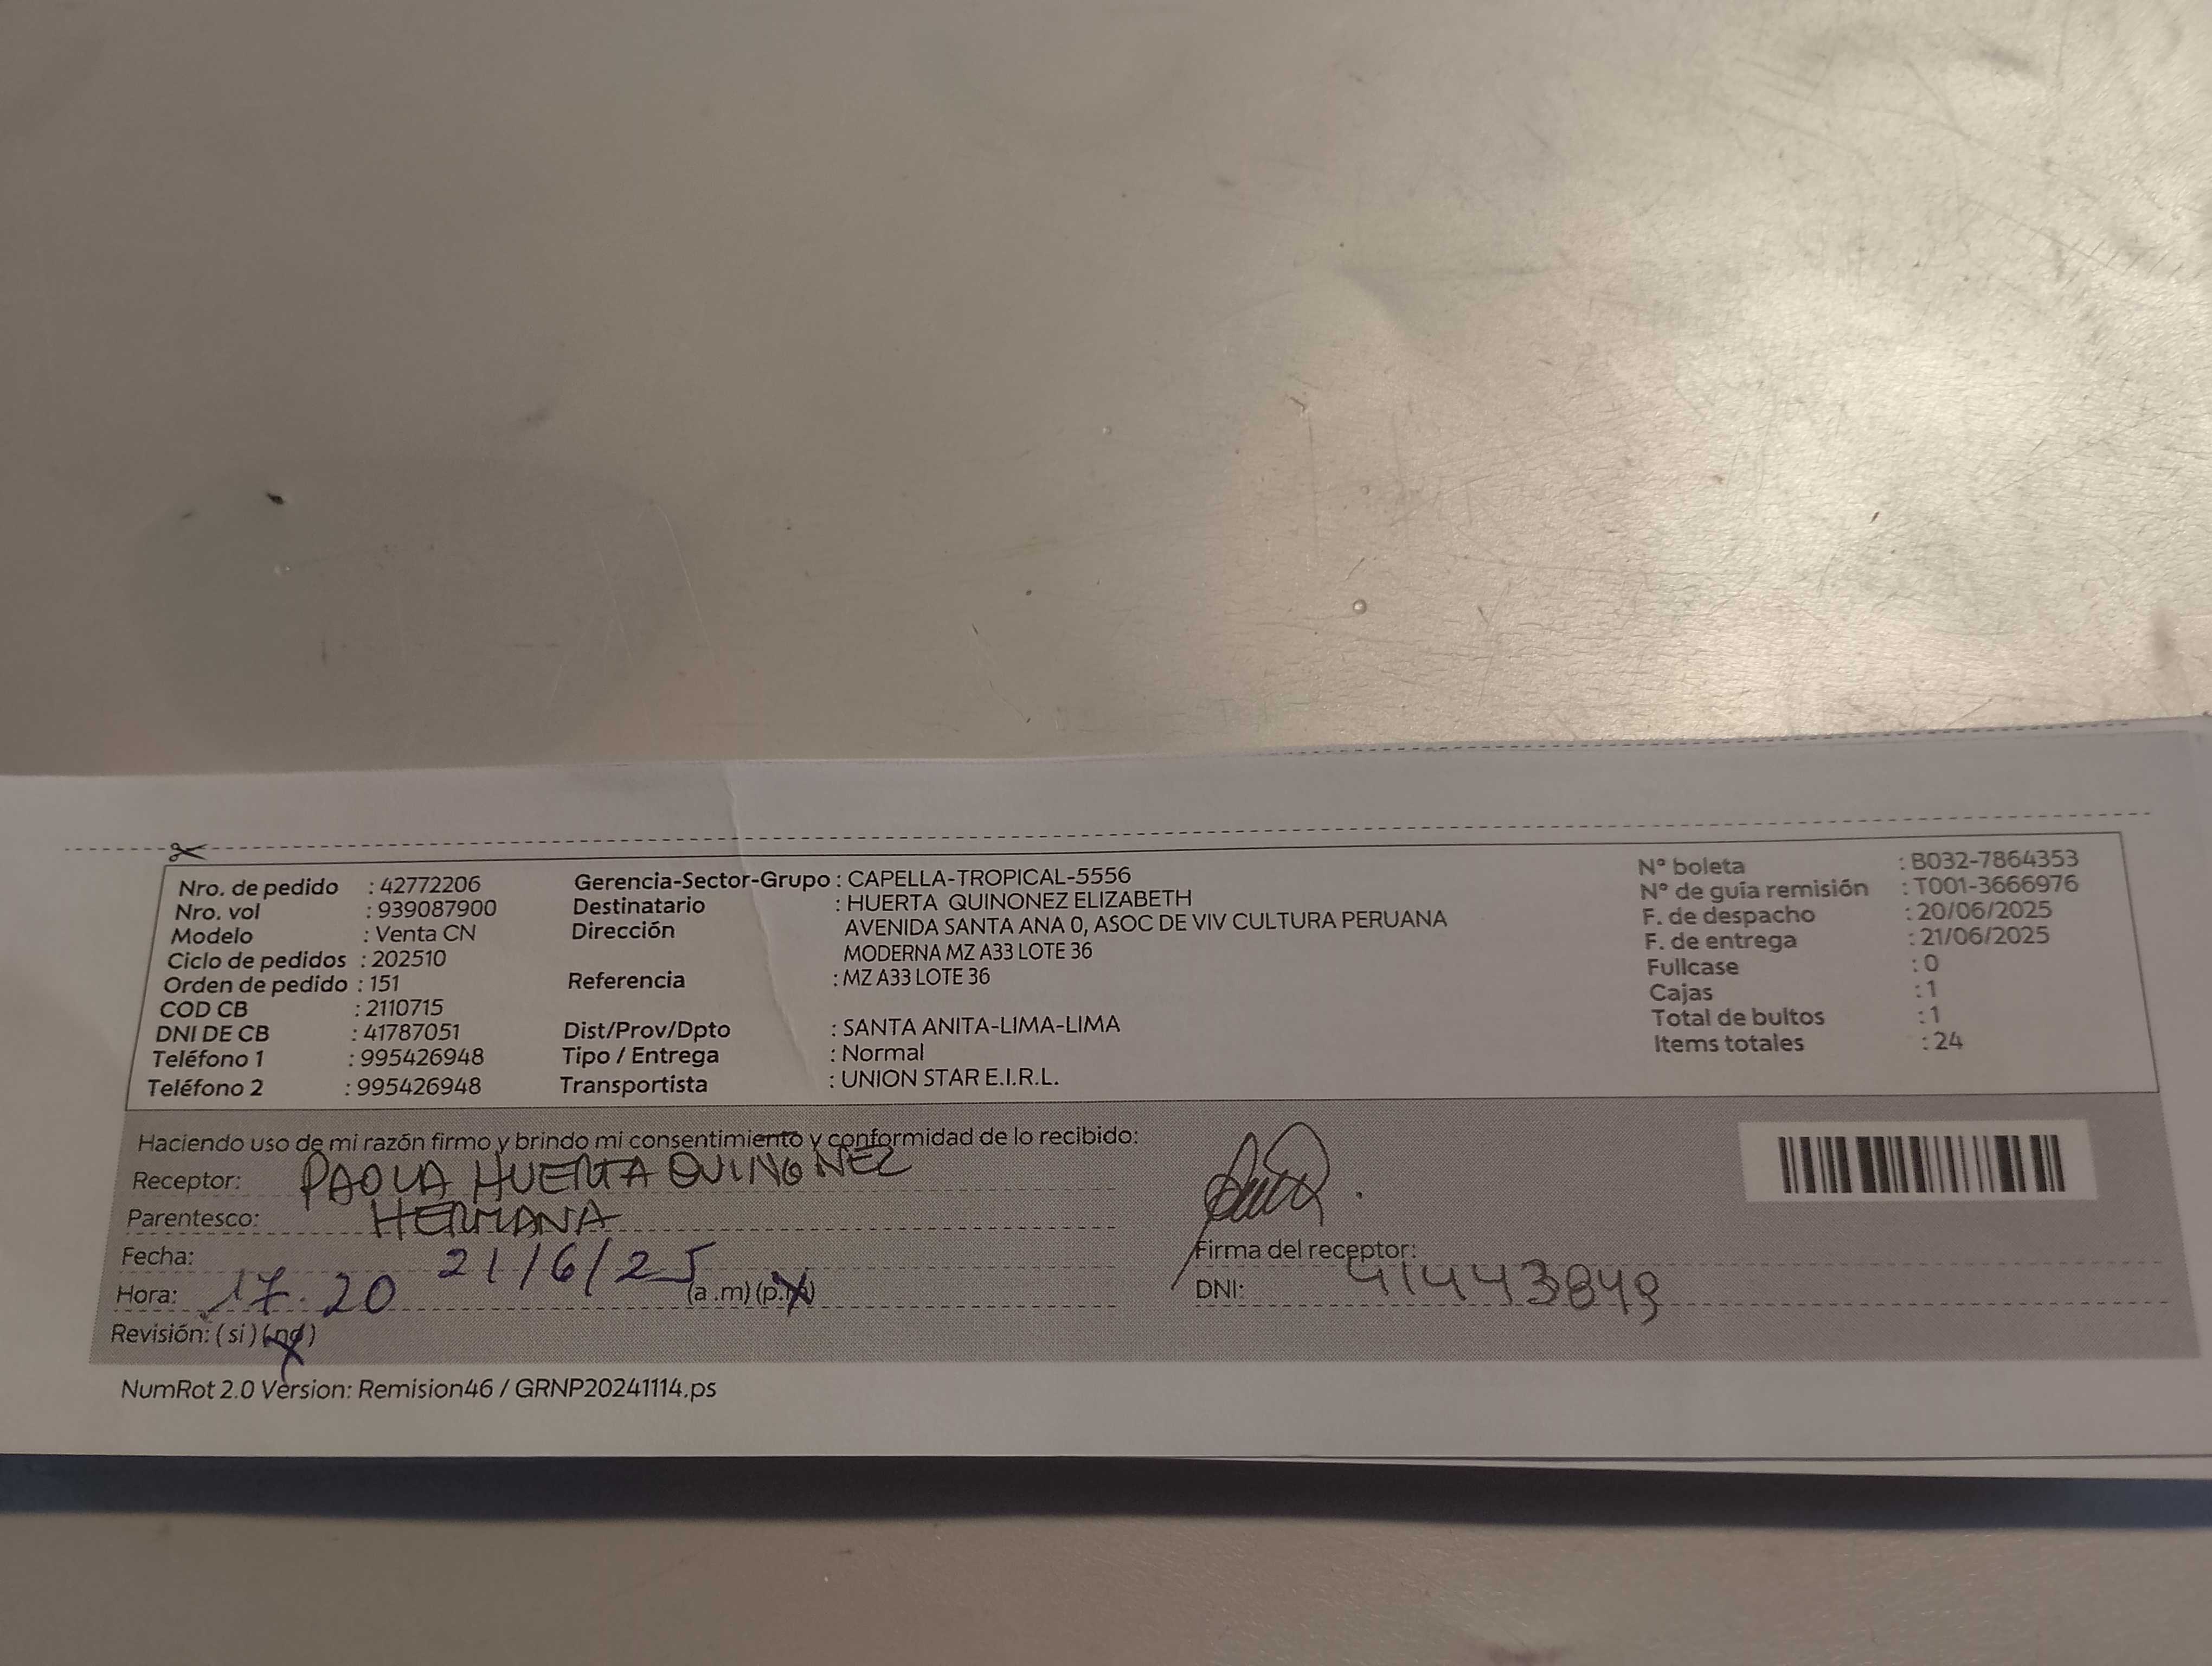 Nro. de pedido : 42772206
Nro. vol : 939087900
Modelo : Venta CN
Ciclo de pedidos : 202510
Orden de pedido : 151
COD CB : 2110715
DNI DE CB : 41787051
Teléfono 1 : 995426948
Teléfono 2 : 995426948
Gerencia-Sector-Grupo : CAPELLA-TROPICAL-5556
Destinatario : HUERTA QUINONEZ ELIZABETH
Dirección AVENIDA SANTA ANA 0, ASOC DE VIV CULTURA PERUANA
MODERNA MZ A33 LOTE 36
Referencia : MZ A33 LOTE 36
Dist/Prov/Dpto : SANTA ANITA-LIMA-LIMA
Tipo / Entrega : Normal
Transportista : UNION STAR E.I.R.L.
N° boleta : B032-7864353
N° de guía remisión : T001-3666976
F. de despacho : 20/06/2025
F. de entrega : 21/06/2025
Fullcase : 0
Cajas : 1
Total de bultos : 1
Items totales : 24
Haciendo uso de mi razón firmo y brindo mi consentimiento y conformidad de lo recibido:
Receptor: PAOLA HUERTA QUINONEZ
Parentesco: HERMANA
Fecha: 21/6/25
Hora: 17.20 (a.m) (p.m)
Revisión: (si) (no)
Firma del receptor:
DNI: 41443849
NumRot 2.0 Version: Remision46 / GRNP20241114.ps